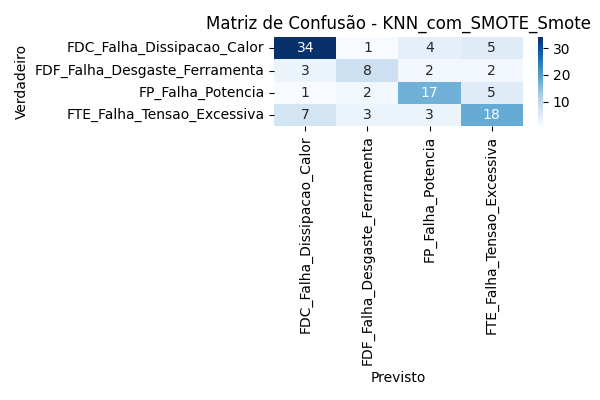 Matriz de Confusão - KNN_com_SMOTE_Smote
Verdadeiro
FDC_Falha_Dissipacao_Calor 34 1 4 5
FDF_Falha_Desgaste_Ferramenta 3 8 2 2
FP_Falha_Potencia 1 2 17 5
FTE_Falha_Tensao_Excessiva 7 3 3 18
30
20
10
FDC_Falha_Dissipacao_Calor
FDF_Falha_Desgaste_Ferramenta
FP_Falha_Potencia
FTE_Falha_Tensao_Excessiva
Previsto